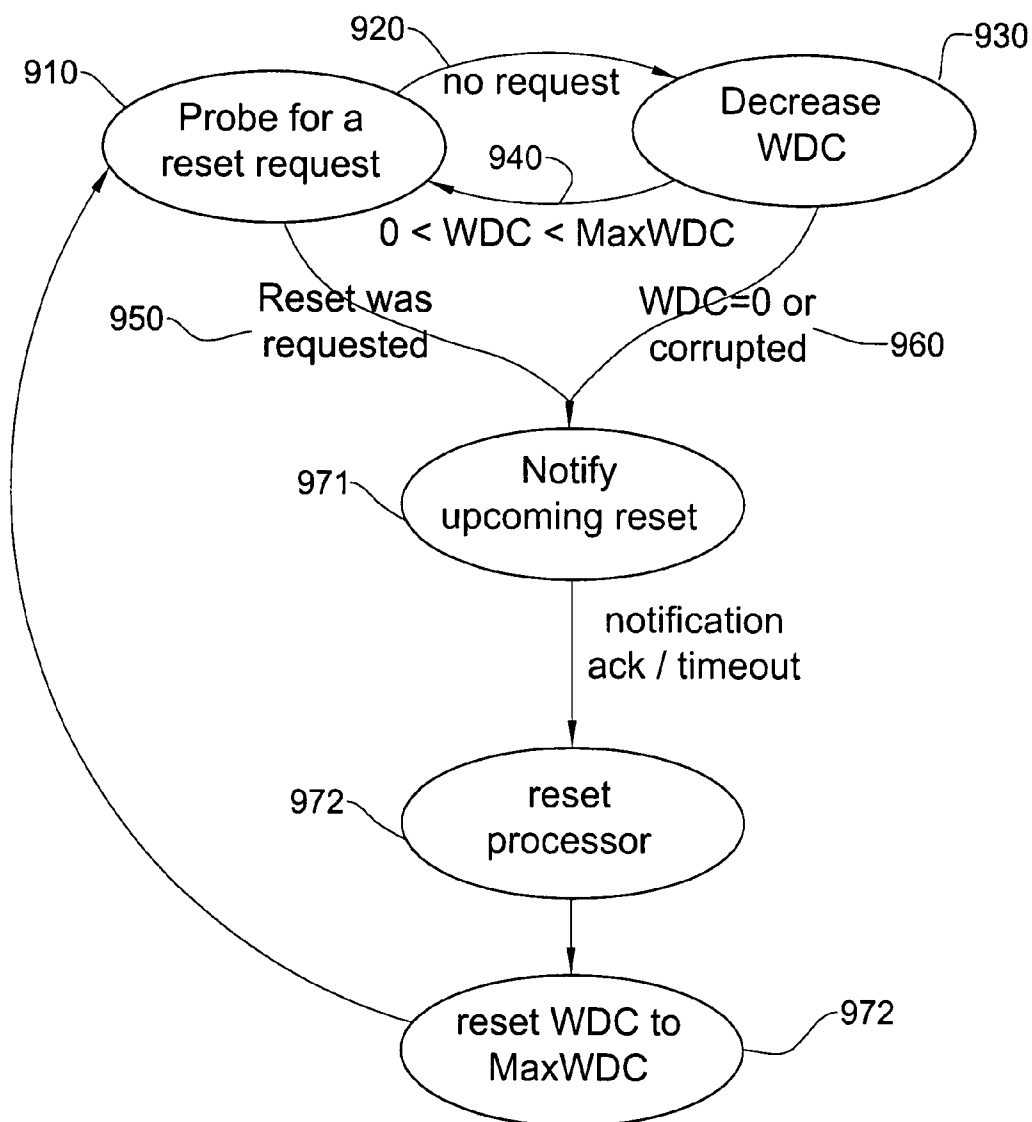 920
930
910
no request
Probe for a
reset request
Decrease
WDC
940
0 < WDC < MaxWDC
Reset was
requested
950
WDC=0 or
corrupted
960
971
Notify
upcoming reset
notification
ack / timeout
972
reset
processor
reset WDC to
MaxWDC
972